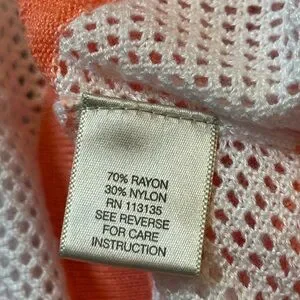 70% RAYON
30% NYLON
RN 113135
SEE REVERSE
FOR CARE
INSTRUCTION